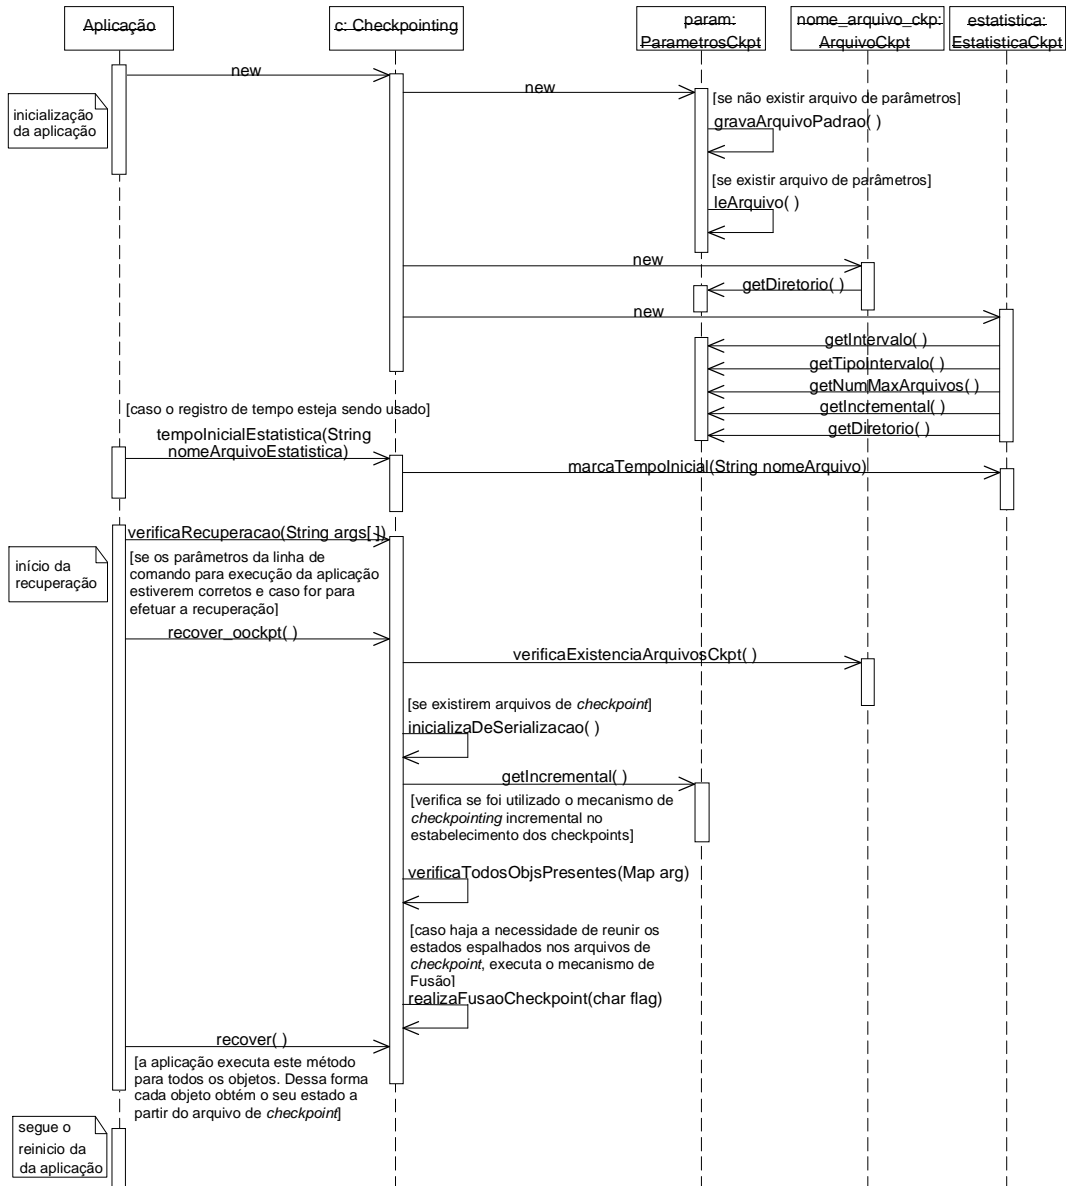 Aplicação
c: Checkpointing
param:
ParametrosCkpt
nome_arquivo_ckp:
ArquivoCkpt
estatistica:
EstatisticaCkpt
new
inicialização
da aplicação
new
[se não existir arquivo de parâmetros]
gravaArquivoPadrao( )
[se existir arquivo de parâmetros]
leArquivo( )
new
getDiretorio( )
new
getIntervalo( )
getTipoIntervalo( )
getNumMaxArquivos( )
getIncremental( )
getDiretorio( )
[caso o registro de tempo esteja sendo usado]
tempoInicialEstatistica(String
nomeArquivoEstatistica)
marcaTempoInicial(String nomeArquivo)
verificaRecuperacao(String args[ ])
início da
recuperação
[se os parâmetros da linha de
comando para execução da aplicação
estiverem corretos e caso for para
efetuar a recuperação]
recover_oockpt( )
verificaExistenciaArquivosCkpt( )
[se existirem arquivos de checkpoint]
inicializaDeSerializacao( )
getIncremental( )
[verifica se foi utilizado o mecanismo de
checkpointing incremental no
estabelecimento dos checkpoints]
verificaTodosObjsPresentes(Map arg)
[caso haja a necessidade de reunir os
estados espalhados nos arquivos de
checkpoint, executa o mecanismo de
Fusão]
realizaFusaoCheckpoint(char flag)
recover( )
[a aplicação executa este método
para todos os objetos. Dessa forma
cada objeto obtém o seu estado a
partir do arquivo de checkpoint]
segue o
reinicio da
da aplicação